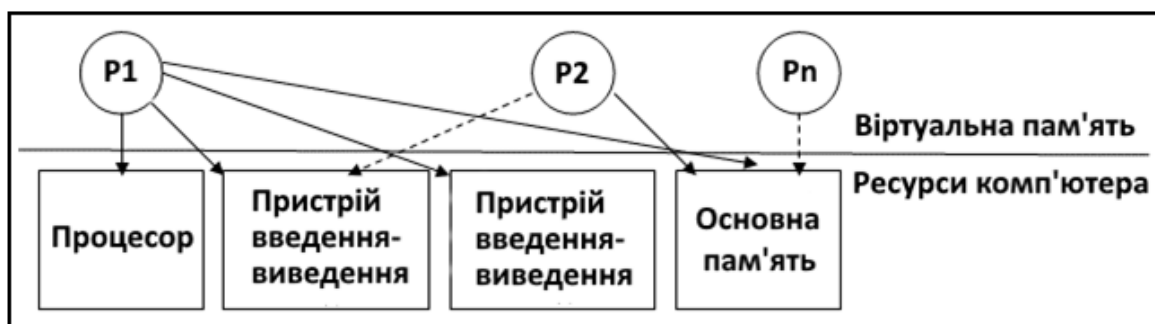 P1
P2
Pn
Віртуальна пам'ять
Ресурси комп'ютера
Процесор
Пристрій
введення-
виведення
Пристрій
введення-
виведення
Основна
пам'ять